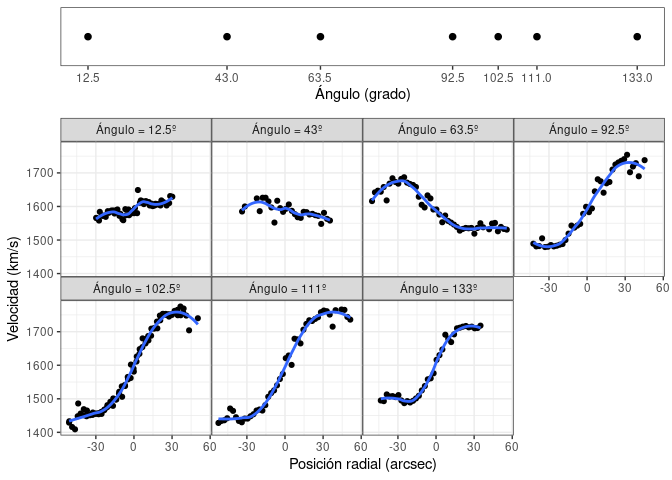 12.5 43.0 63.5 92.5 102.5 111.0 133.0
Ángulo (grado)
Ángulo = 12.5º Ángulo = 43º Ángulo = 63.5º Ángulo = 92.5º
1700
1600
1500
1400
-30 0 30 60
Ángulo = 102.5º Ángulo = 111º Ángulo = 133º
1700
1600
1500
1400
-30 0 30 60 -30 0 30 60 -30 0 30 60
Velocidad (km/s)
Posición radial (arcsec)